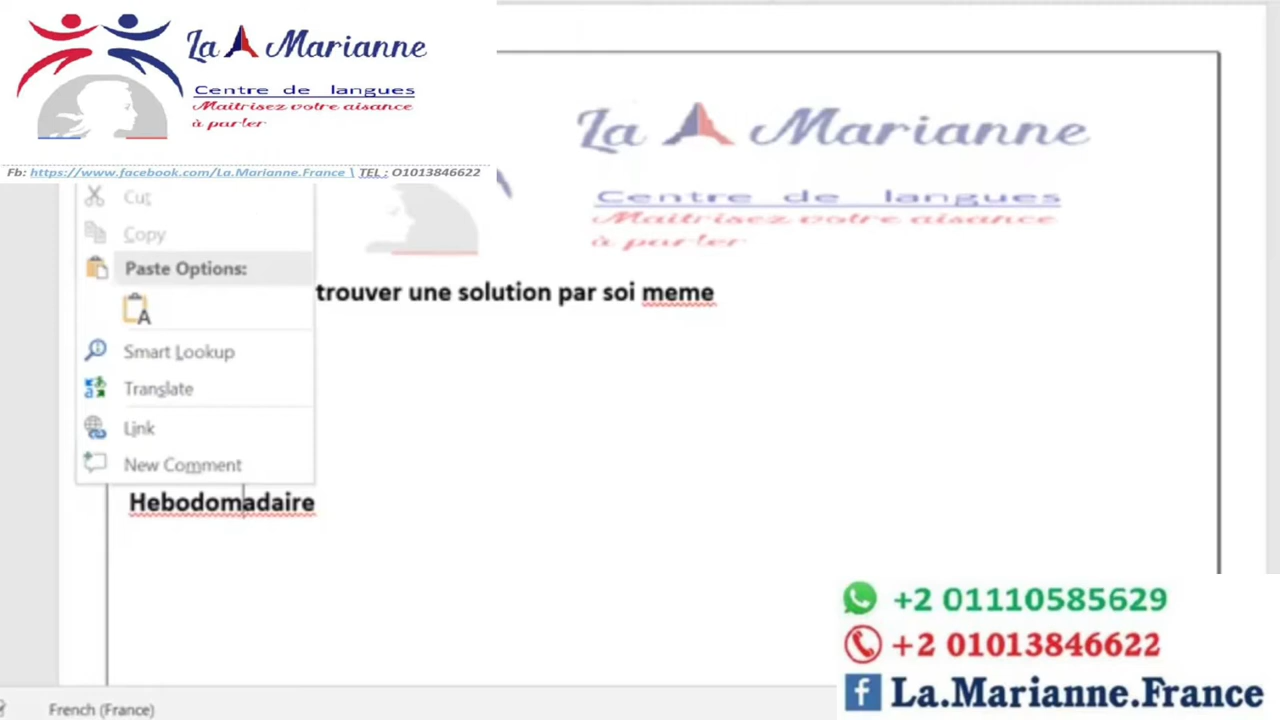 La Marianne
Centre de langues
Maitrisez votre aisance
à parler
Fb: https://www.facebook.com/La.Marianne.France \ TEL : O1013846622
La Marianne
Centre de langues
Maitrisez votre aisance
à parler
Cut
Copy
Paste Options:
trouver une solution par soi meme
A
Smart Lookup
Translate
Link
New Comment
Hebodomadaire
+2 01110585629
+2 01013846622
La.Marianne.France
French (France)